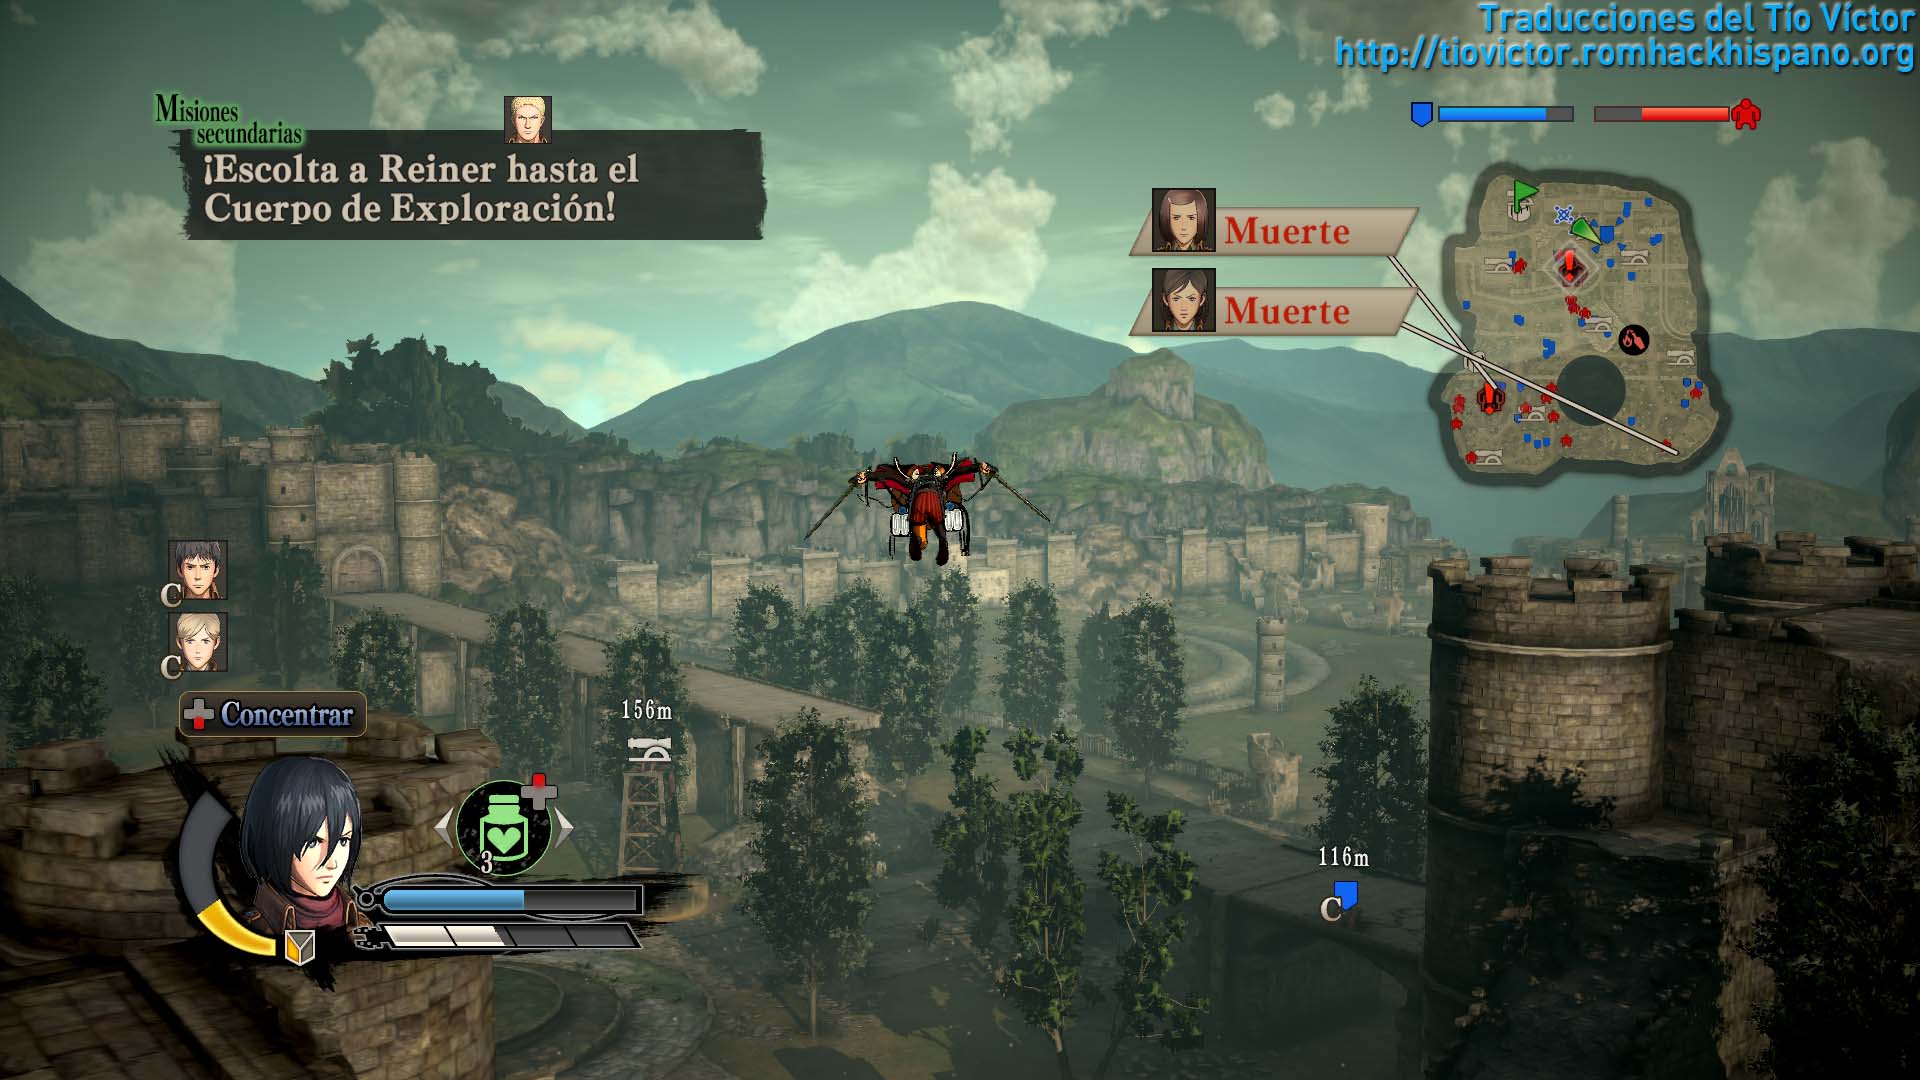 Traducciones del Tío Víctor
http://tiovictor.romhackhispano.org
Misiones
secundarias
¡Escolta a Reiner hasta el
Cuerpo de Exploración!
Muerte
Muerte
C
C
Concentrar
156m
3
116m
C